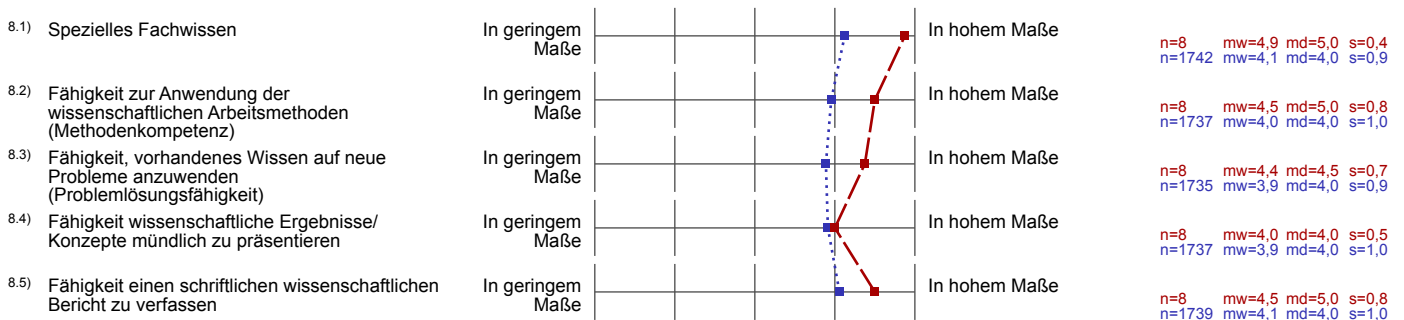 8.1) Spezielles Fachwissen In geringem Maße In hohem Maße
n=8 mw=4,9 md=5,0 s=0,4
n=1742 mw=4,1 md=4,0 s=0,9
8.2) Fähigkeit zur Anwendung der
wissenschaftlichen Arbeitsmethoden
(Methodenkompetenz)
In geringem
Maße
In hohem Maße
n=8 mw=4,5 md=5,0 s=0,8
n=1737 mw=4,0 md=4,0 s=1,0
8.3) Fähigkeit, vorhandenes Wissen auf neue
Probleme anzuwenden
(Problemlösungsfähigkeit)
In geringem
Maße
In hohem Maße
n=8 mw=4,4 md=4,5 s=0,7
n=1735 mw=3,9 md=4,0 s=0,9
8.4) Fähigkeit wissenschaftliche Ergebnisse/
Konzepte mündlich zu präsentieren
In geringem
Maße
In hohem Maße
n=8 mw=4,0 md=4,0 s=0,5
n=1737 mw=3,9 md=4,0 s=1,0
8.5) Fähigkeit einen schriftlichen wissenschaftlichen
Bericht zu verfassen
In geringem
Maße
In hohem Maße
n=8 mw=4,5 md=5,0 s=0,8
n=1739 mw=4,1 md=4,0 s=1,0